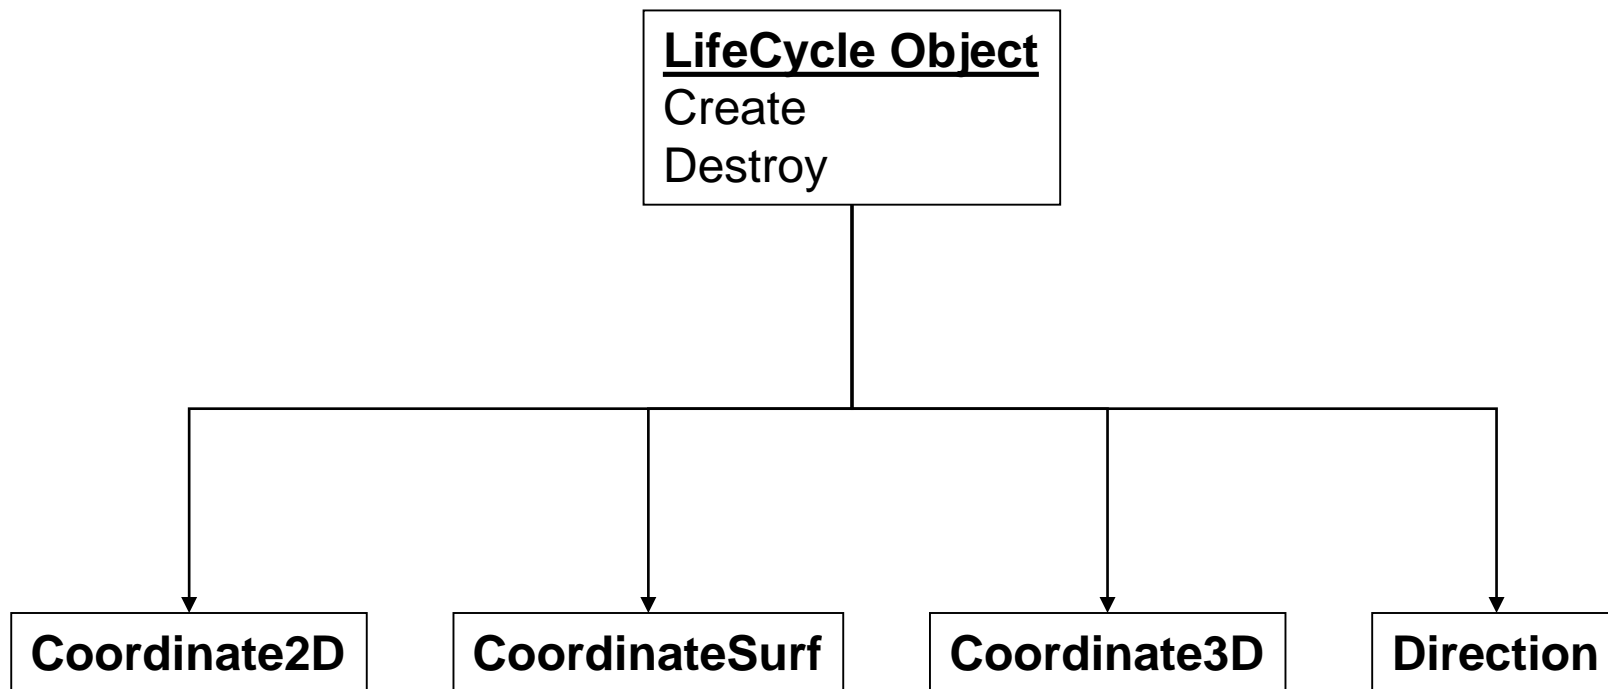 LifeCycle Object
Create
Destroy
Coordinate2D
CoordinateSurf
Coordinate3D
Direction